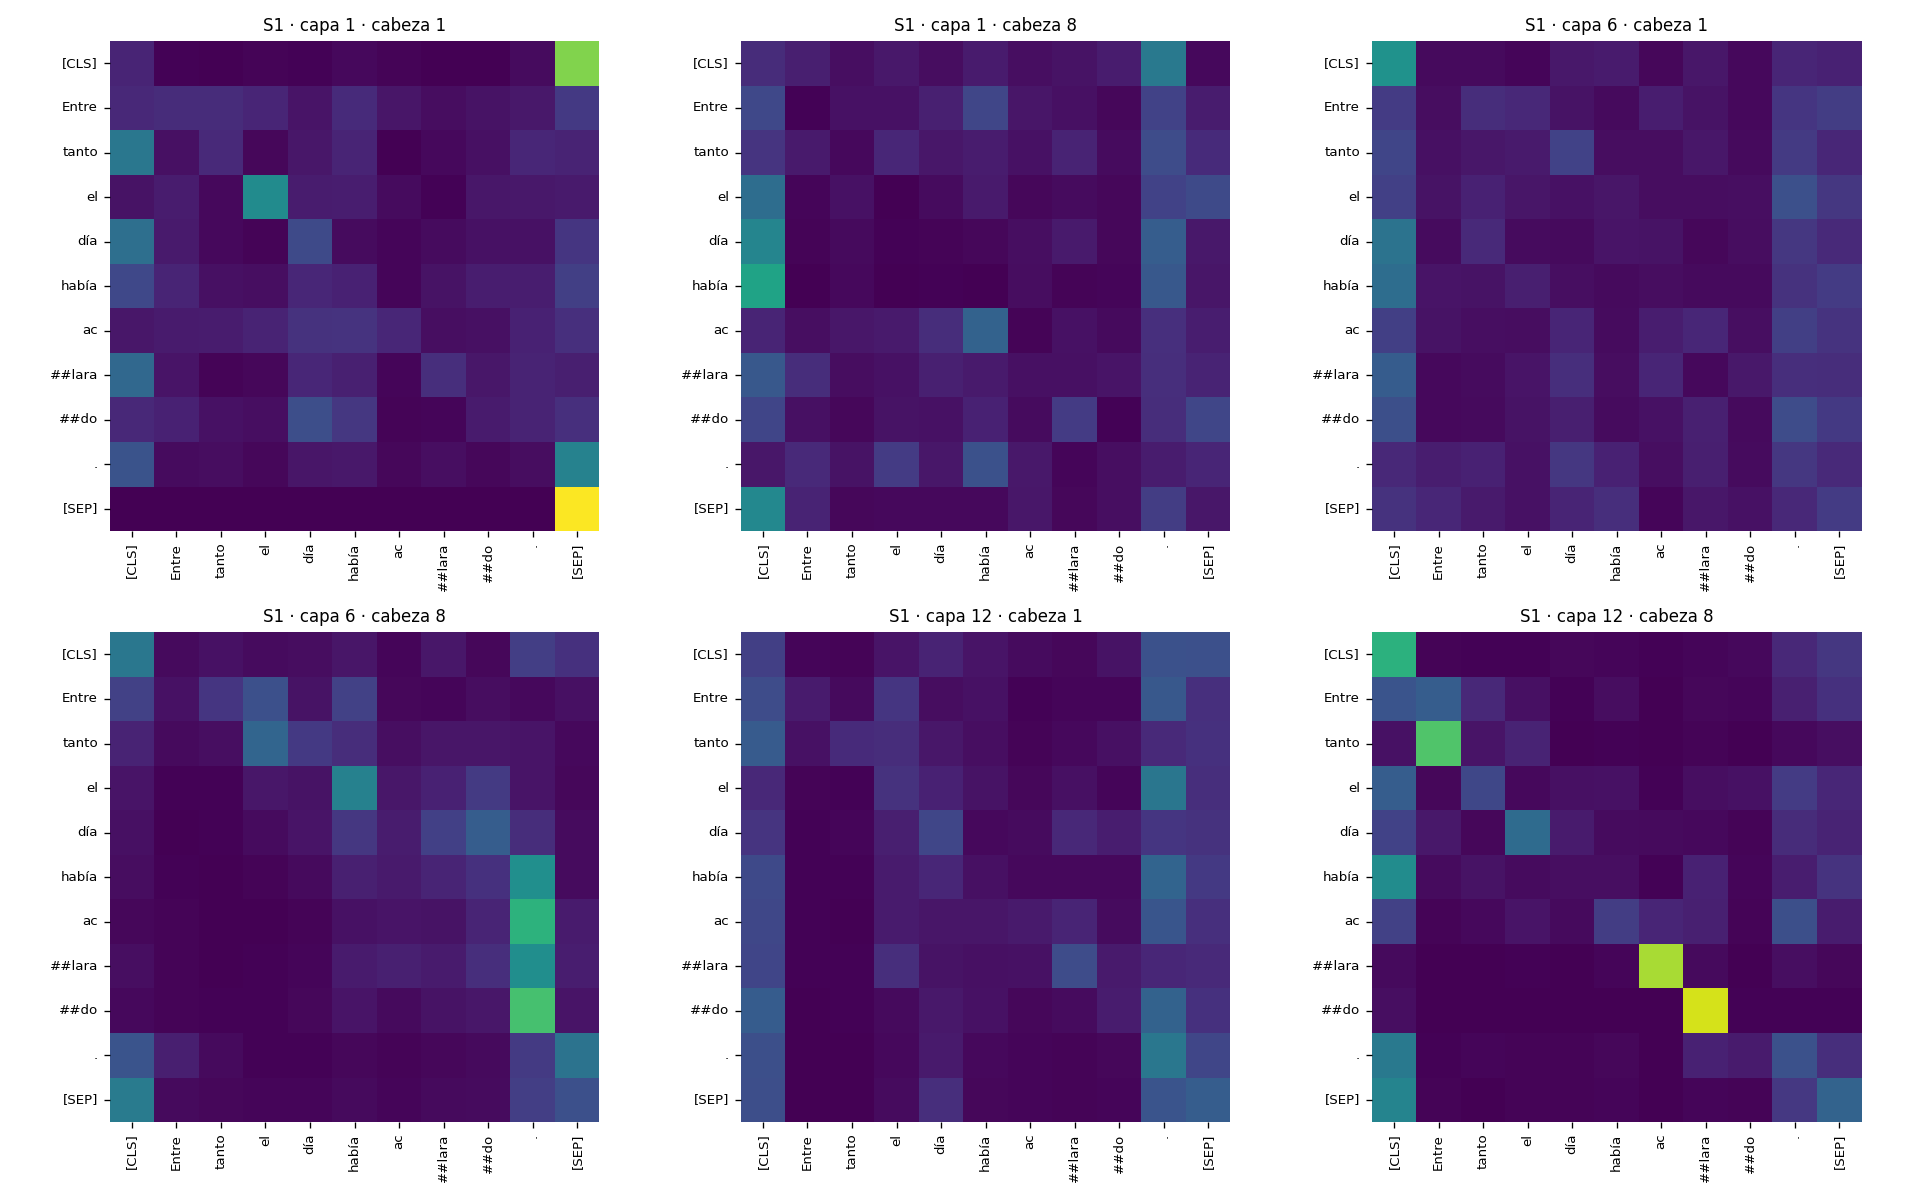 S1 · capa 1 · cabeza 1
[CLS]
Entre
tanto
el
día
había
ac
##lara
##do
.
[SEP]
[CLS] Entre tanto el día había ac ##lara ##do . [SEP]
S1 · capa 1 · cabeza 8
[CLS]
Entre
tanto
el
día
había
ac
##lara
##do
.
[SEP]
[CLS] Entre tanto el día había ac ##lara ##do . [SEP]
S1 · capa 6 · cabeza 1
[CLS]
Entre
tanto
el
día
había
ac
##lara
##do
.
[SEP]
[CLS] Entre tanto el día había ac ##lara ##do . [SEP]
S1 · capa 6 · cabeza 8
[CLS]
Entre
tanto
el
día
había
ac
##lara
##do
.
[SEP]
[CLS] Entre tanto el día había ac ##lara ##do . [SEP]
S1 · capa 12 · cabeza 1
[CLS]
Entre
tanto
el
día
había
ac
##lara
##do
.
[SEP]
[CLS] Entre tanto el día había ac ##lara ##do . [SEP]
S1 · capa 12 · cabeza 8
[CLS]
Entre
tanto
el
día
había
ac
##lara
##do
.
[SEP]
[CLS] Entre tanto el día había ac ##lara ##do . [SEP]